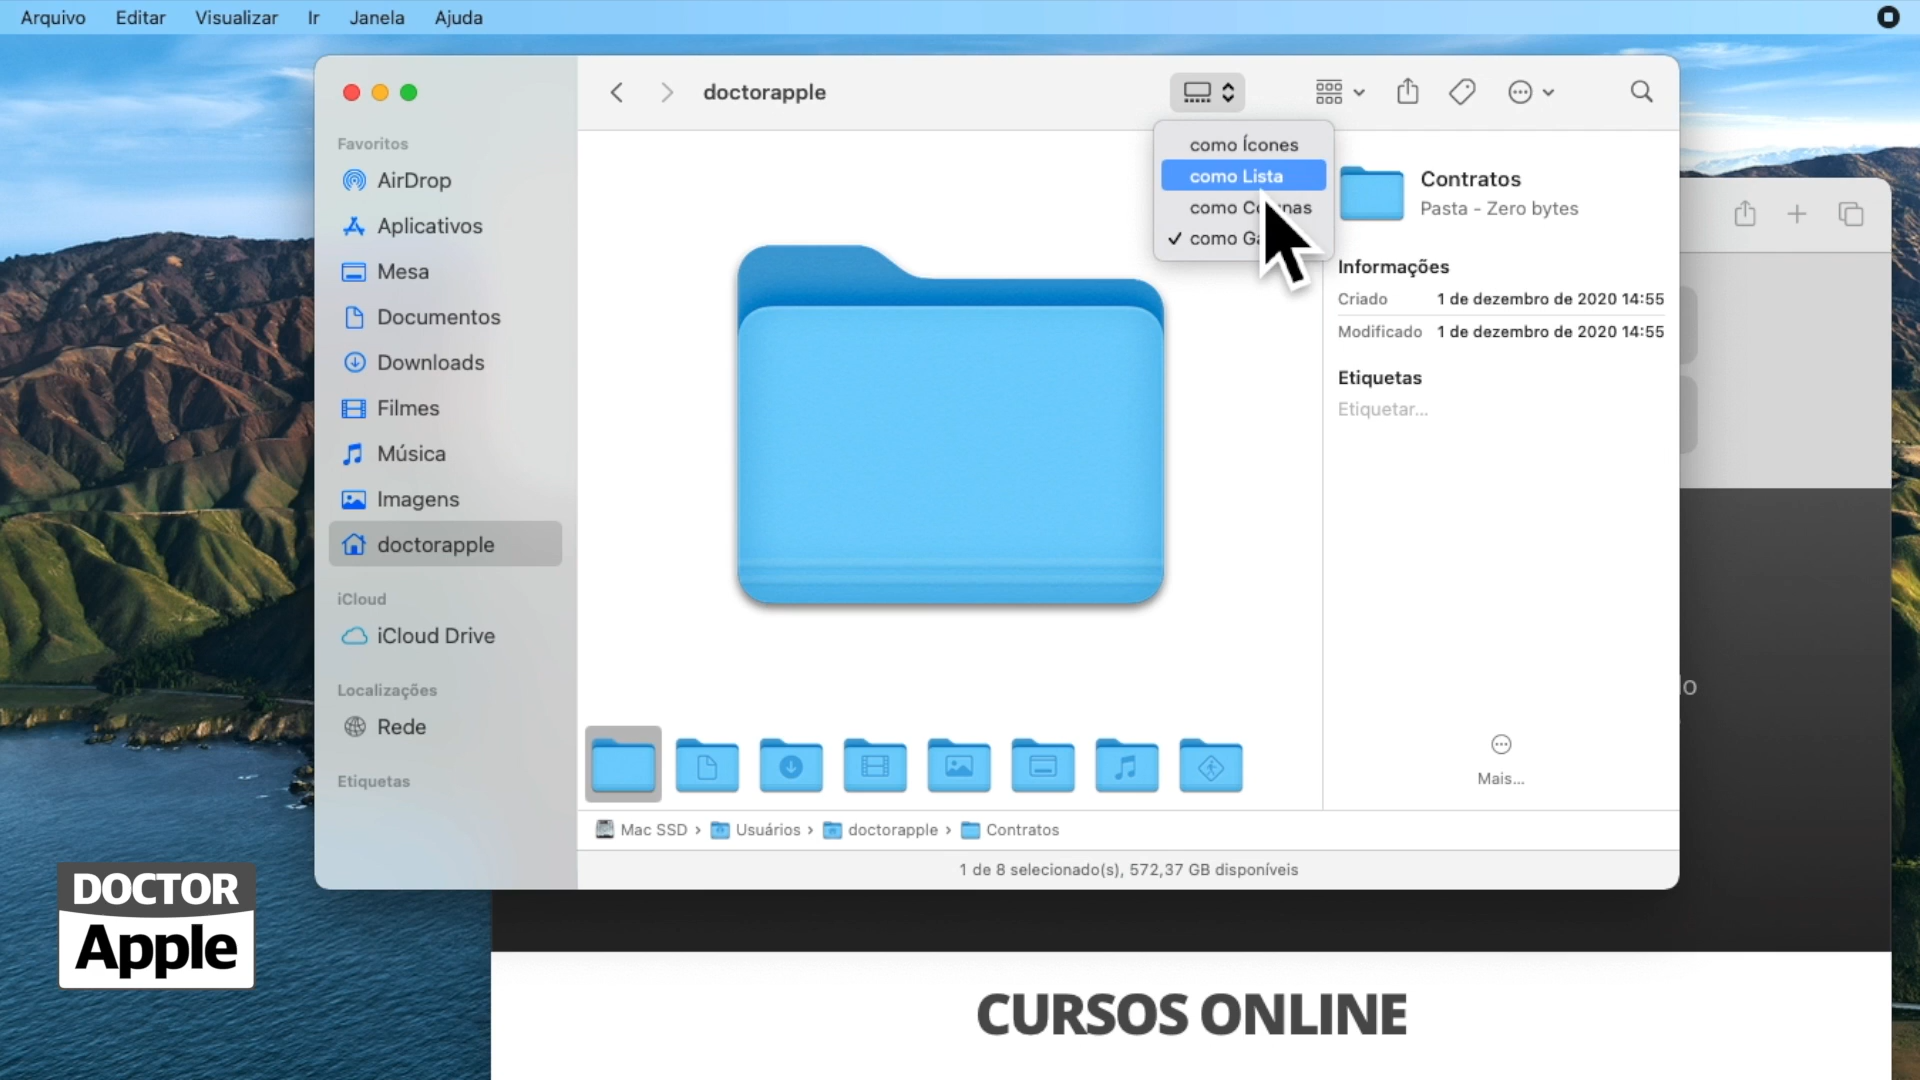 Arquivo Editar Visualizar Ir Janela Ajuda
doctorapple
Favoritos
AirDrop
Aplicativos
Mesa
Documentos
Downloads
Filmes
Música
Imagens
doctorapple
iCloud
iCloud Drive
Localizações
Rede
Etiquetas
como Ícones
como Lista
como
✓ como
Contratos
Pasta - Zero bytes
Informações
Criado 1 de dezembro de 2020 14:55
Modificado 1 de dezembro de 2020 14:55
Etiquetas
Etiquetar...
Mais...
Mac SSD › Usuários › doctorapple › Contratos
1 de 8 selecionado(s), 572,37 GB disponíveis
DOCTOR
Apple
CURSOS ONLINE